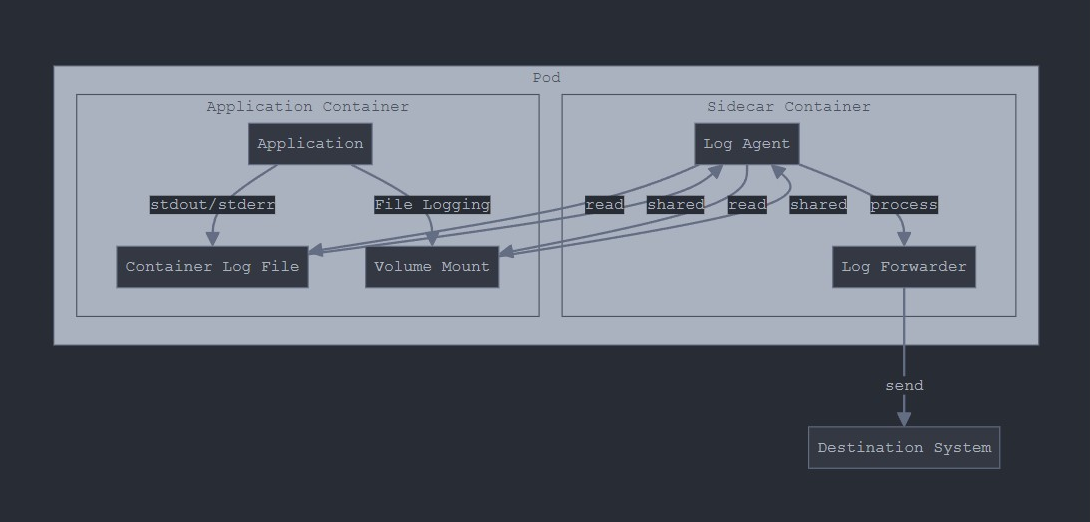 Pod
Application Container
Sidecar Container
Application
Log Agent
stdout/stderr
File Logging
read
shared
read
shared
process
Container Log File
Volume Mount
Log Forwarder
send
Destination System